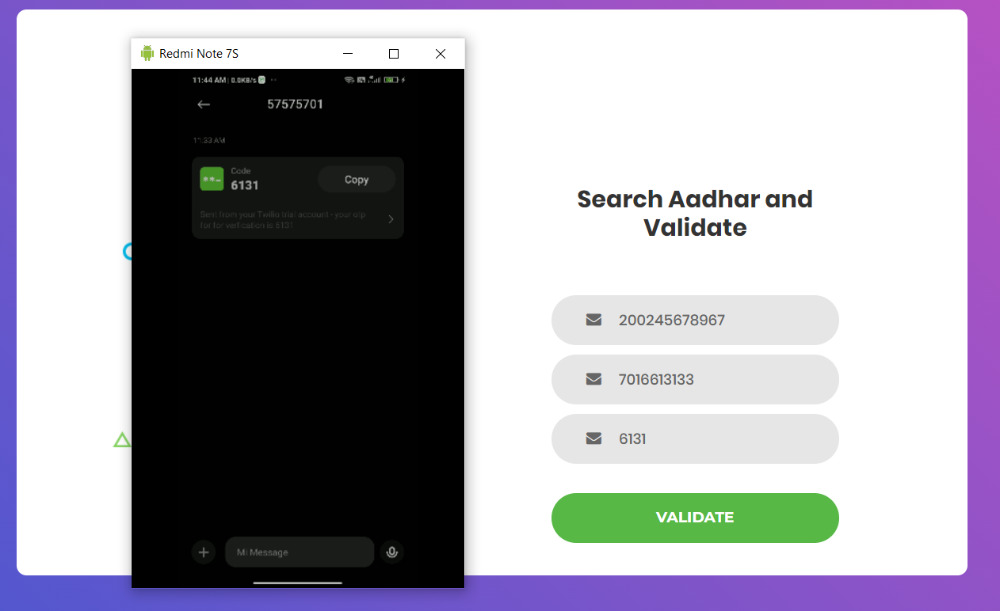 Redmi Note 7S
11:44 AM | 0.0KB/s
57575701
11:33 AM
Code
6131
Copy
Sent from your Twilio trial account - your otp
for for verfication is 6131
Mi Message
Search Aadhar and
Validate
200245678967
7016613133
6131
VALIDATE